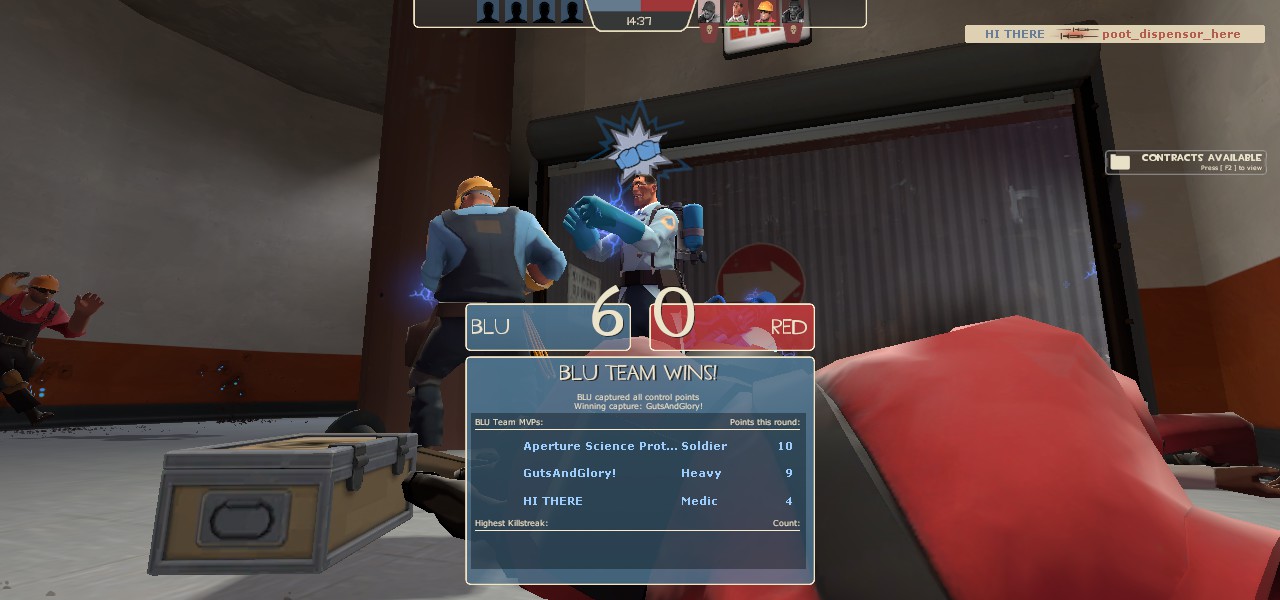 14:37
HI THERE poot_dispensor_here
CONTRACTS AVAILABLE
Press [ F2 ] to view
BLU 6 0 RED
BLU TEAM WINS!
BLU captured all control points
Winning capture: GutsAndGlory!
BLU Team MVPs: Points this round:
Aperture Science Prot... Soldier 10
GutsAndGlory! Heavy 9
HI THERE Medic 4
Highest Killstreak: Count: